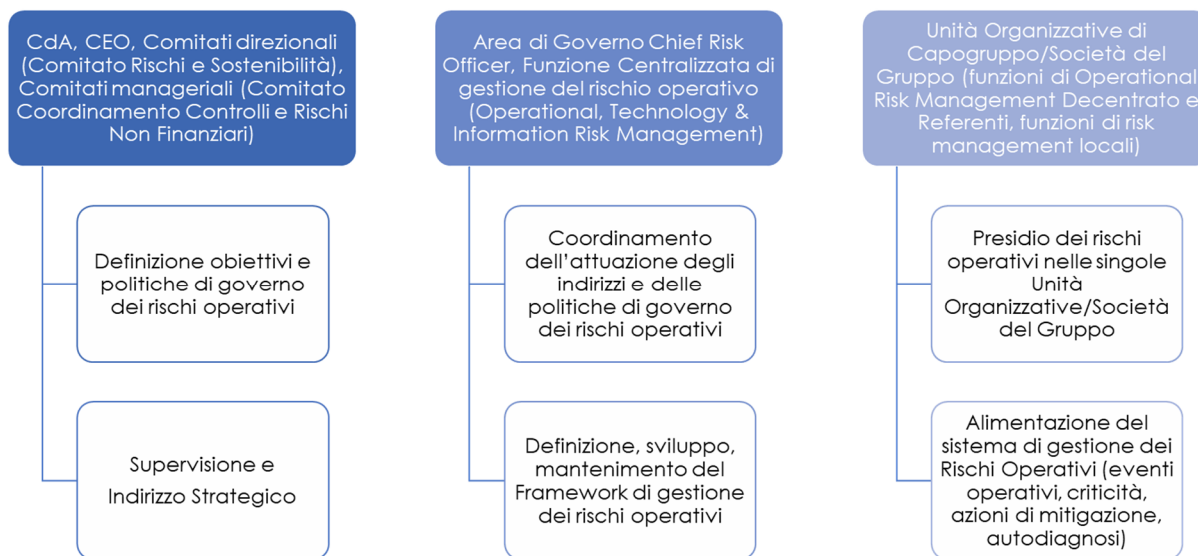 CdA, CEO, Comitati direzionali
(Comitato Rischi e Sostenibilità),
Comitati manageriali (Comitato
Coordinamento Controlli e Rischi
Non Finanziari)
Definizione obiettivi e
politiche di governo
dei rischi operativi
Supervisione e
Indirizzo Strategico
Area di Governo Chief Risk
Officer, Funzione Centralizzata di
gestione del rischio operativo
(Operational, Technology &
Information Risk Management)
Coordinamento
dell'attuazione degli
indirizzi e delle
politiche di governo
dei rischi operativi
Definizione, sviluppo,
mantenimento del
Framework di gestione
dei rischi operativi
Unità Organizzative di
Capogruppo/Società del
Gruppo (funzioni di Operational
Risk Management Decentrato e
Referenti, funzioni di risk
management locali)
Presidio dei rischi
operativi nelle singole
Unità
Organizzative/Società
del Gruppo
Alimentazione del
sistema di gestione dei
Rischi Operativi (eventi
operativi, criticità,
azioni di mitigazione,
autodiagnosi)